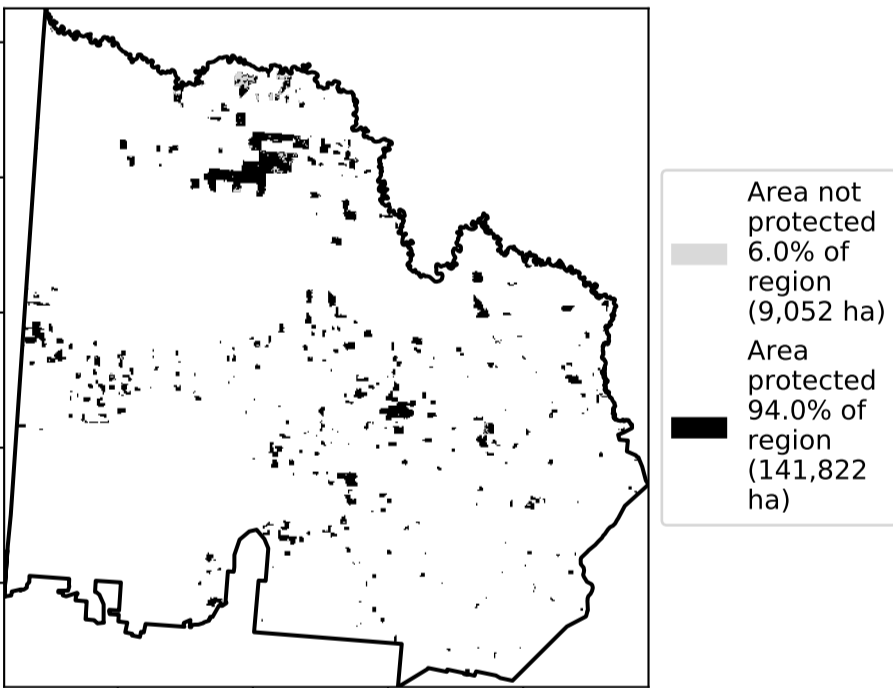 Area not
protected
6.0% of
region
(9,052 ha)
Area
protected
94.0% of
region
(141,822
ha)